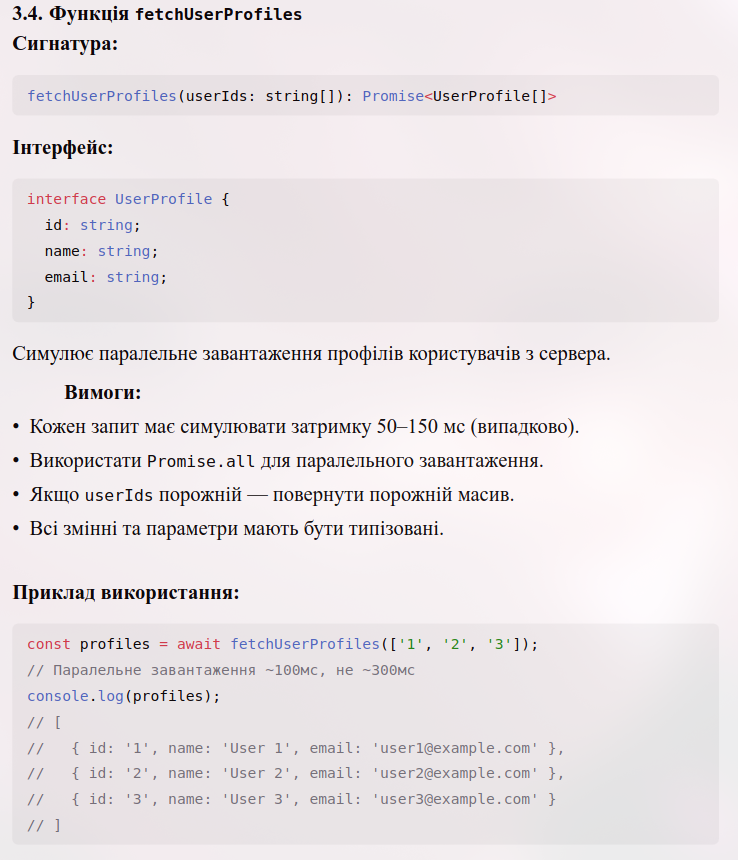 3.4. Функція fetchUserProfiles
Сигнатура:
fetchUserProfiles(userIds: string[]): Promise<UserProfile[]>
Інтерфейс:
interface UserProfile {
  id: string;
  name: string;
  email: string;
}
Симулює паралельне завантаження профілів користувачів з сервера.
Вимоги:
• Кожен запит має симулювати затримку 50–150 мс (випадково).
• Використати Promise.all для паралельного завантаження.
• Якщо userIds порожній — повернути порожній масив.
• Всі змінні та параметри мають бути типізовані.
Приклад використання:
const profiles = await fetchUserProfiles(['1', '2', '3']);
// Паралельне завантаження ~100мс, не ~300мс
console.log(profiles);
// [
//   { id: '1', name: 'User 1', email: 'user1@example.com' },
//   { id: '2', name: 'User 2', email: 'user2@example.com' },
//   { id: '3', name: 'User 3', email: 'user3@example.com' }
// ]